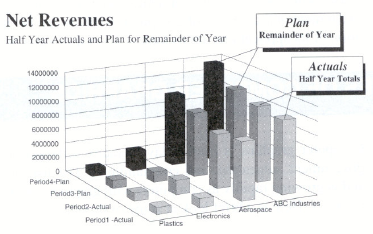 Net Revenues
Half Year Actuals and Plan for Remainder of Year
Plan
Remainder of Year
Actuals
Half Year Totals
14000000
12000000
10000000
8000000
6000000
4000000
2000000
0
Period4-Plan
Period3-Plan
Period2-Actual
Period1 -Actual
Plastics
Electronics
Aerospace
ABC industries